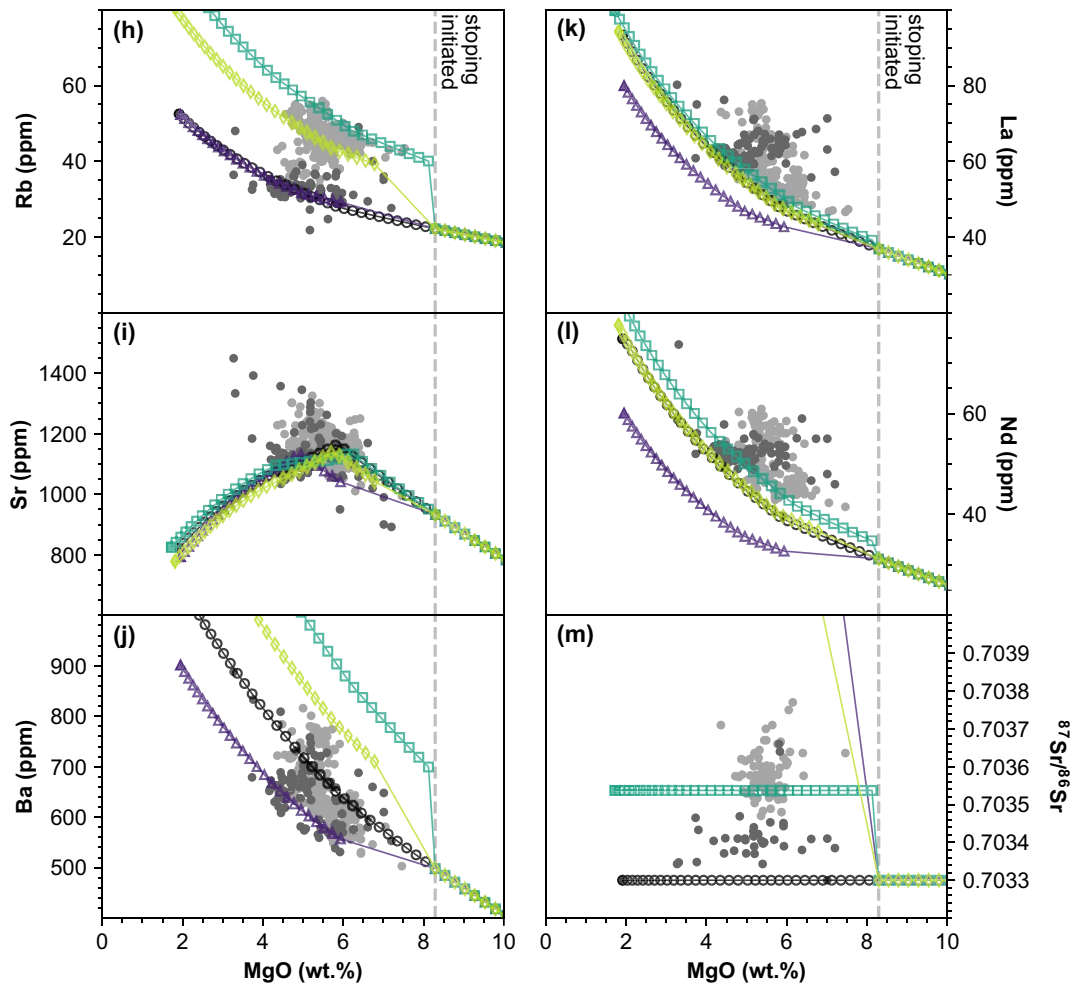 (h)
stoping
initiated
60
40
20
Rb (ppm)
(k)
stoping
initiated
80
60
40
La (ppm)
(i)
1400
1200
1000
800
Sr (ppm)
(l)
60
40
Nd (ppm)
(j)
900
800
700
600
500
Ba (ppm)
(m)
0.7039
0.7038
0.7037
0.7036
0.7035
0.7034
0.7033
⁸⁷Sr/⁸⁶Sr
0 2 4 6 8 10
MgO (wt.%)
0 2 4 6 8 10
MgO (wt.%)